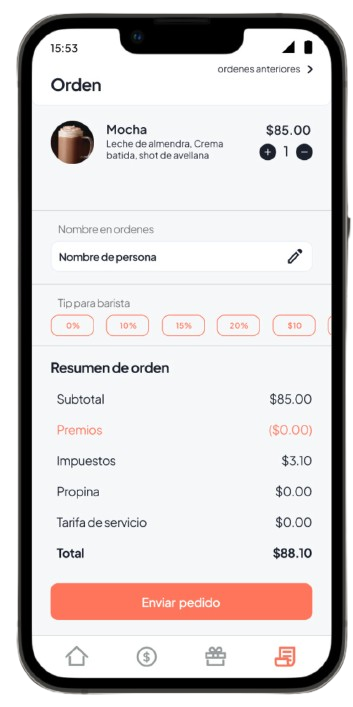 15:53
ordenes anteriores >
Orden
Mocha $85.00
Leche de almendra, Crema
batida, shot de avellana
+ 1 −
Nombre en ordenes
Nombre de persona
Tip para barista
0% 10% 15% 20% $10
Resumen de orden
Subtotal $85.00
Premios ($0.00)
Impuestos $3.10
Propina $0.00
Tarifa de servicio $0.00
Total $88.10
Enviar pedido
$